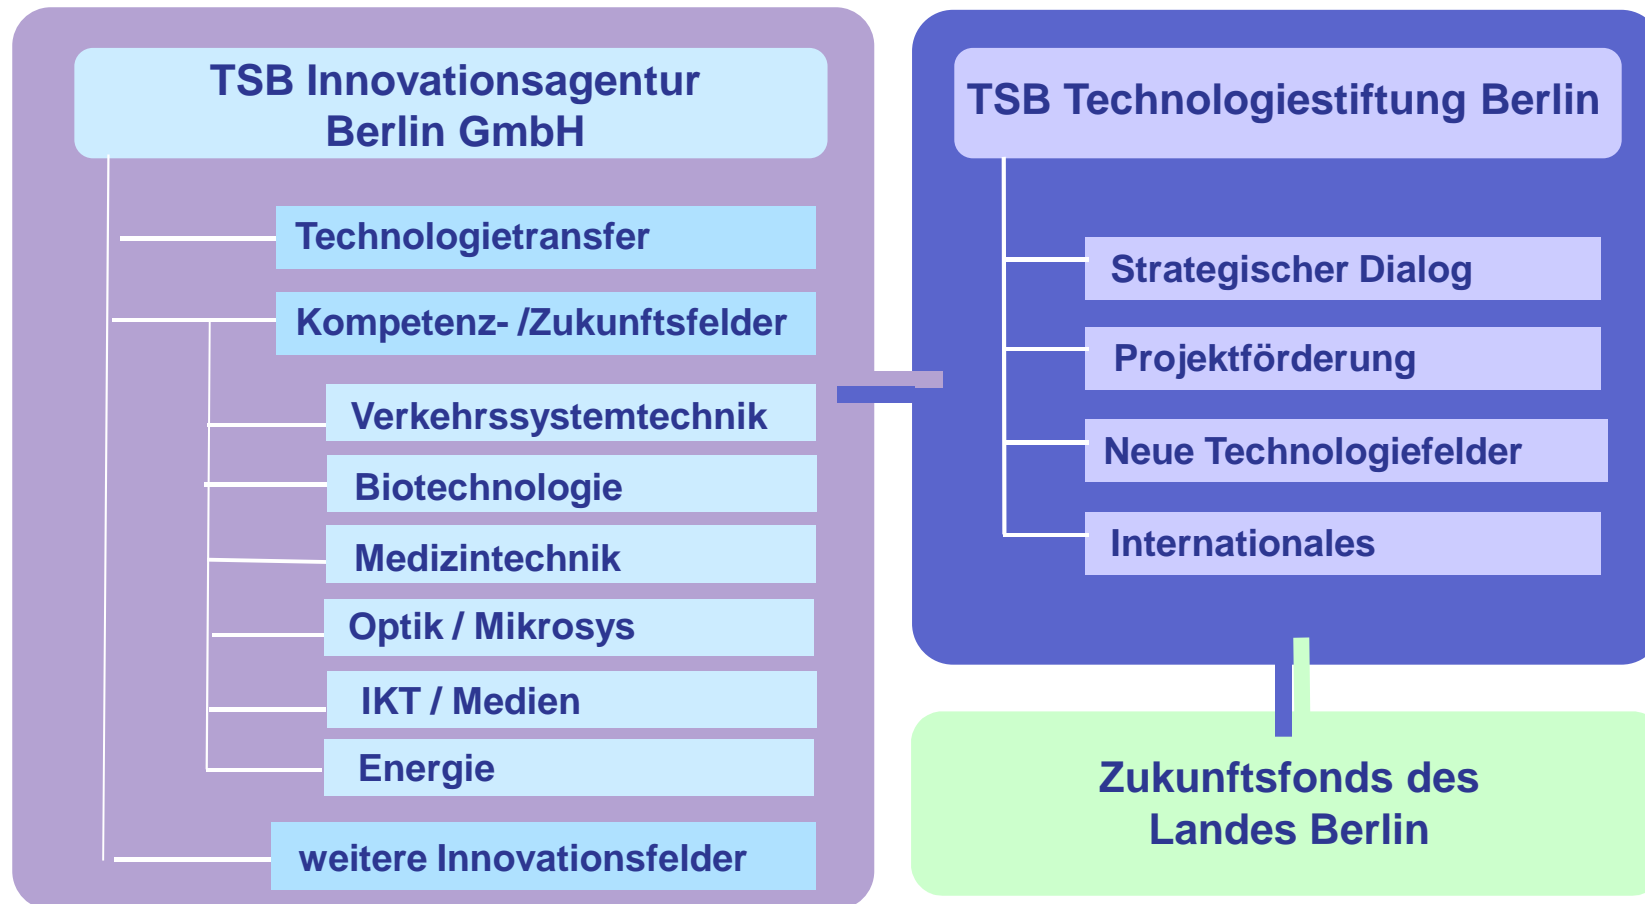 TSB Innovationsagentur
Berlin GmbH
Technologietransfer
Kompetenz- /Zukunftsfelder
Verkehrssystemtechnik
Biotechnologie
Medizintechnik
Optik / Mikrosys
IKT / Medien
Energie
weitere Innovationsfelder
TSB Technologiestiftung Berlin
Strategischer Dialog
Projektförderung
Neue Technologiefelder
Internationales
Zukunftsfonds des
Landes Berlin